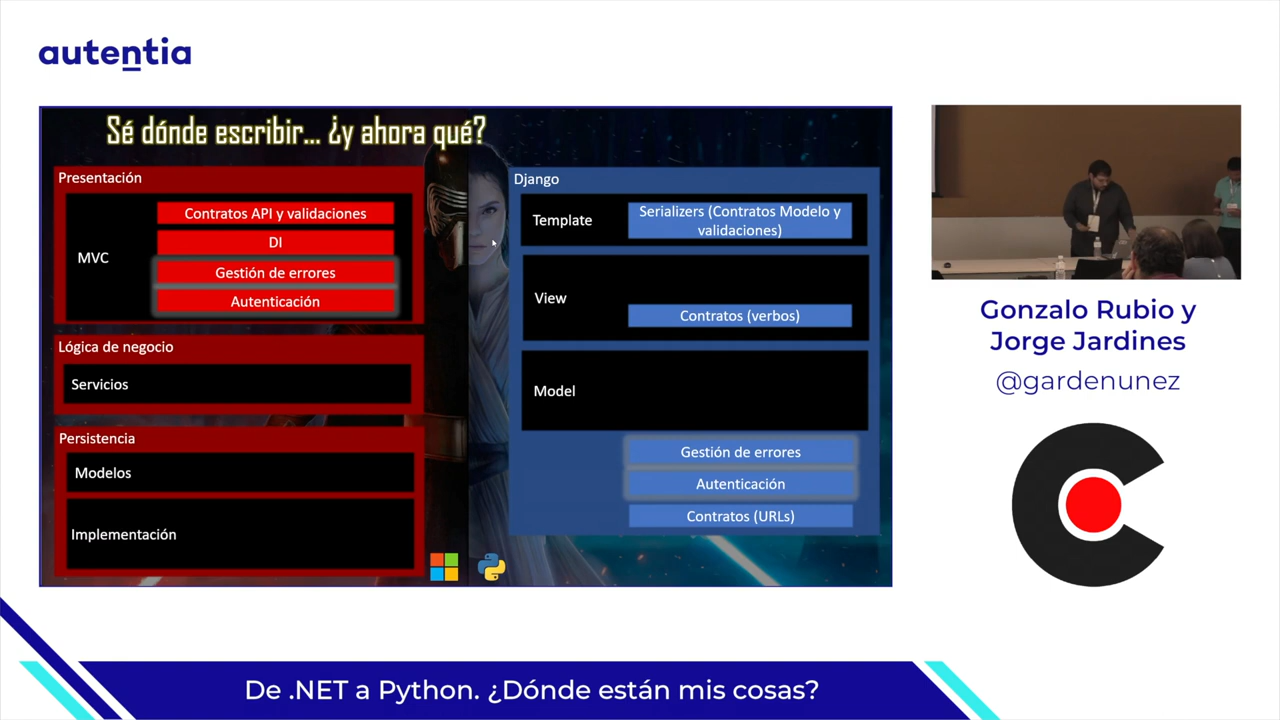 autentia
Sé dónde escribir... ¿y ahora qué?
Presentación
MVC
Contratos API y validaciones
DI
Gestión de errores
Autenticación
Lógica de negocio
Servicios
Persistencia
Modelos
Implementación
Django
Template
Serializers (Contratos Modelo y
validaciones)
View
Contratos (verbos)
Model
Gestión de errores
Autenticación
Contratos (URLs)
Gonzalo Rubio y
Jorge Jardines
@gardenunez
De .NET a Python. ¿Dónde están mis cosas?